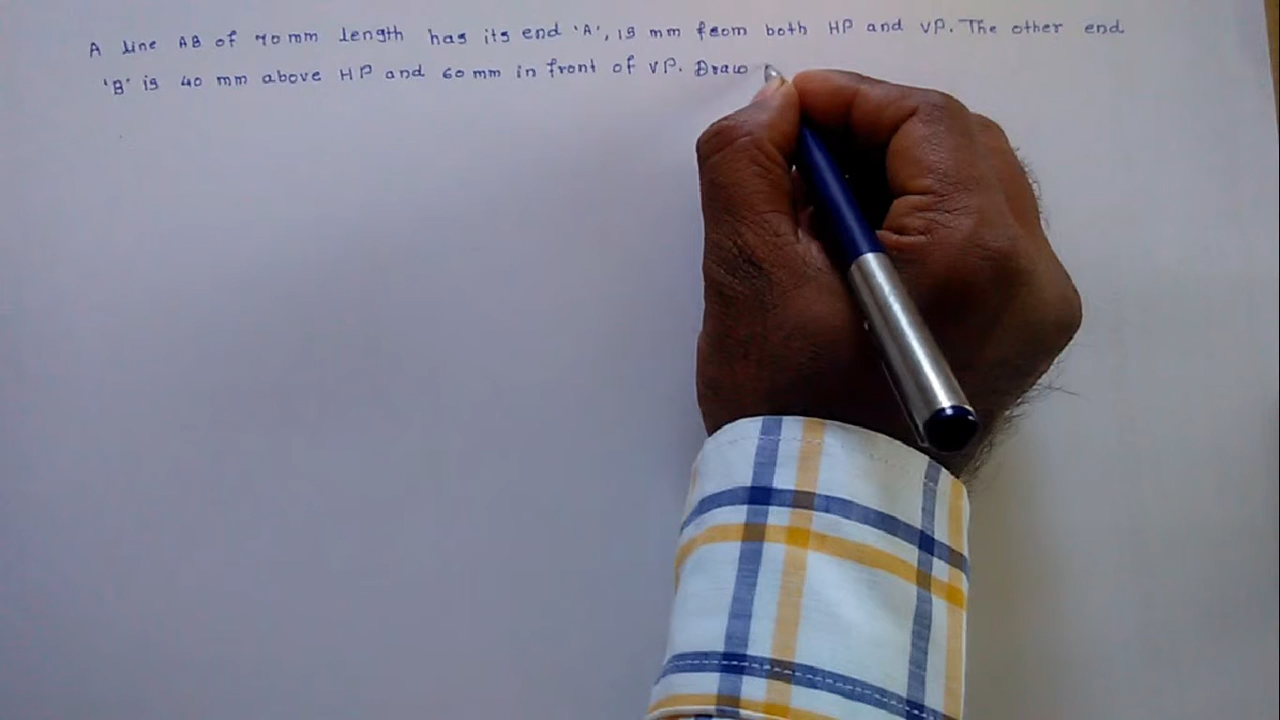 A line AB of 70 mm length has its end 'A', 15 mm from both HP and VP. The other end
'B' is 40 mm above HP and 60 mm in front of VP. Draw